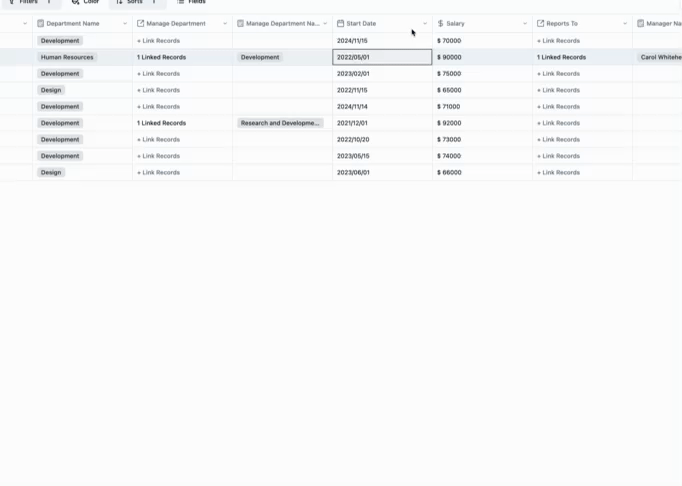 Filters 1 Color Sorts 1 Fields
Department Name Manage Department Manage Department Na... Start Date Salary Reports To Manager Na
Development + Link Records 2024/11/15 $ 70000 + Link Records
Human Resources 1 Linked Records Development 2022/05/01 $ 90000 1 Linked Records Carol Whitehe
Development + Link Records 2023/02/01 $ 75000 + Link Records
Design + Link Records 2022/11/15 $ 65000 + Link Records
Development + Link Records 2024/11/14 $ 71000 + Link Records
1 Linked Records Research and Developme... 2021/12/01 $ 92000 + Link Records
Development + Link Records 2022/10/20 $ 73000 + Link Records
Development + Link Records 2023/05/15 $ 74000 + Link Records
Design + Link Records 2023/06/01 $ 66000 + Link Records